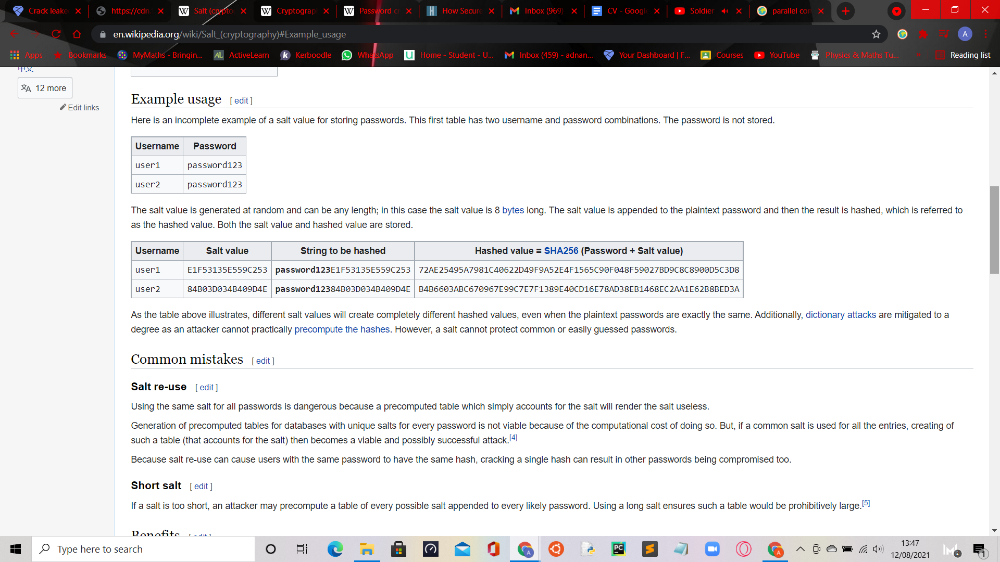 Crack leake
https://cdn.
Salt (crypto
Cryptograp
Password c
How Secure
Inbox (969)
CV - Googl
Soldier
parallel con
en.wikipedia.org/wiki/Salt_(cryptography)#Example_usage
A
Apps
Bookmarks
MyMaths - Bringin...
ActiveLearn
Kerboodle
WhatsApp
Home - Student - U...
Inbox (459) - adnan...
Your Dashboard | F...
Courses
YouTube
Physics & Maths Tu...
»
Reading list
中文
12 more
Edit links
Example usage [ edit ]
Here is an incomplete example of a salt value for storing passwords. This first table has two username and password combinations. The password is not stored.
Username Password
user1 password123
user2 password123
The salt value is generated at random and can be any length; in this case the salt value is 8 bytes long. The salt value is appended to the plaintext password and then the result is hashed, which is referred to
as the hashed value. Both the salt value and hashed value are stored.
Username Salt value String to be hashed Hashed value = SHA256 (Password + Salt value)
user1 E1F53135E559C253 password123E1F53135E559C253 72AE25495A7981C40622D49F9A52E4F1565C90F048F59027BD9C8C8900D5C3D8
user2 84B03D034B409D4E password12384B03D034B409D4E B4B6603ABC670967E99C7E7F1389E40CD16E78AD38EB1468EC2AA1E62B8BED3A
As the table above illustrates, different salt values will create completely different hashed values, even when the plaintext passwords are exactly the same. Additionally, dictionary attacks are mitigated to a
degree as an attacker cannot practically precompute the hashes. However, a salt cannot protect common or easily guessed passwords.
Common mistakes [ edit ]
Salt re-use [ edit ]
Using the same salt for all passwords is dangerous because a precomputed table which simply accounts for the salt will render the salt useless.
Generation of precomputed tables for databases with unique salts for every password is not viable because of the computational cost of doing so. But, if a common salt is used for all the entries, creating of
such a table (that accounts for the salt) then becomes a viable and possibly successful attack.[4]
Because salt re-use can cause users with the same password to have the same hash, cracking a single hash can result in other passwords being compromised too.
Short salt [ edit ]
If a salt is too short, an attacker may precompute a table of every possible salt appended to every likely password. Using a long salt ensures such a table would be prohibitively large.[5]
Benefits [ edit ]
Type here to search
13:47
12/08/2021
2
1